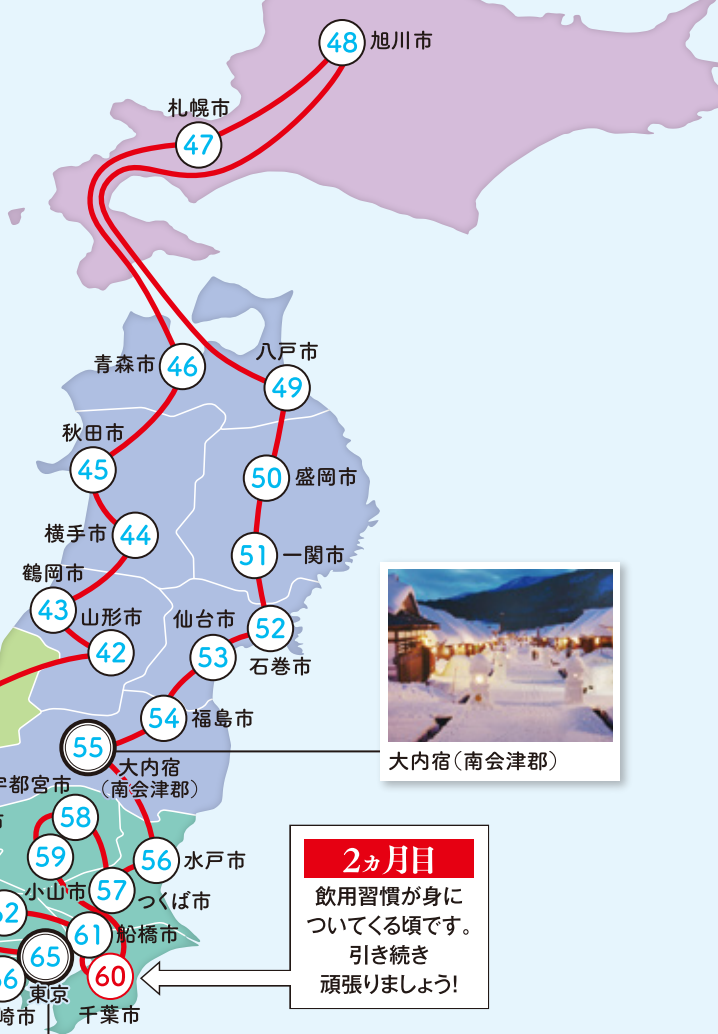 48 旭川市
札幌市
47
八戸市
青森市 46
49
秋田市
45
50 盛岡市
横手市 44
51 一関市
鶴岡市
43
山形市
42
仙台市
52
53
石巻市
54 福島市
55
大内宿
（南会津郡）
大内宿（南会津郡）
宇都宮市
58
市
59
56 水戸市
小山市 57 つくば市
62
61 船橋市
65
東京
66
60
崎市
千葉市
2ヵ月目
飲用習慣が身に
ついてくる頃です。
引き続き
頑張りましょう!